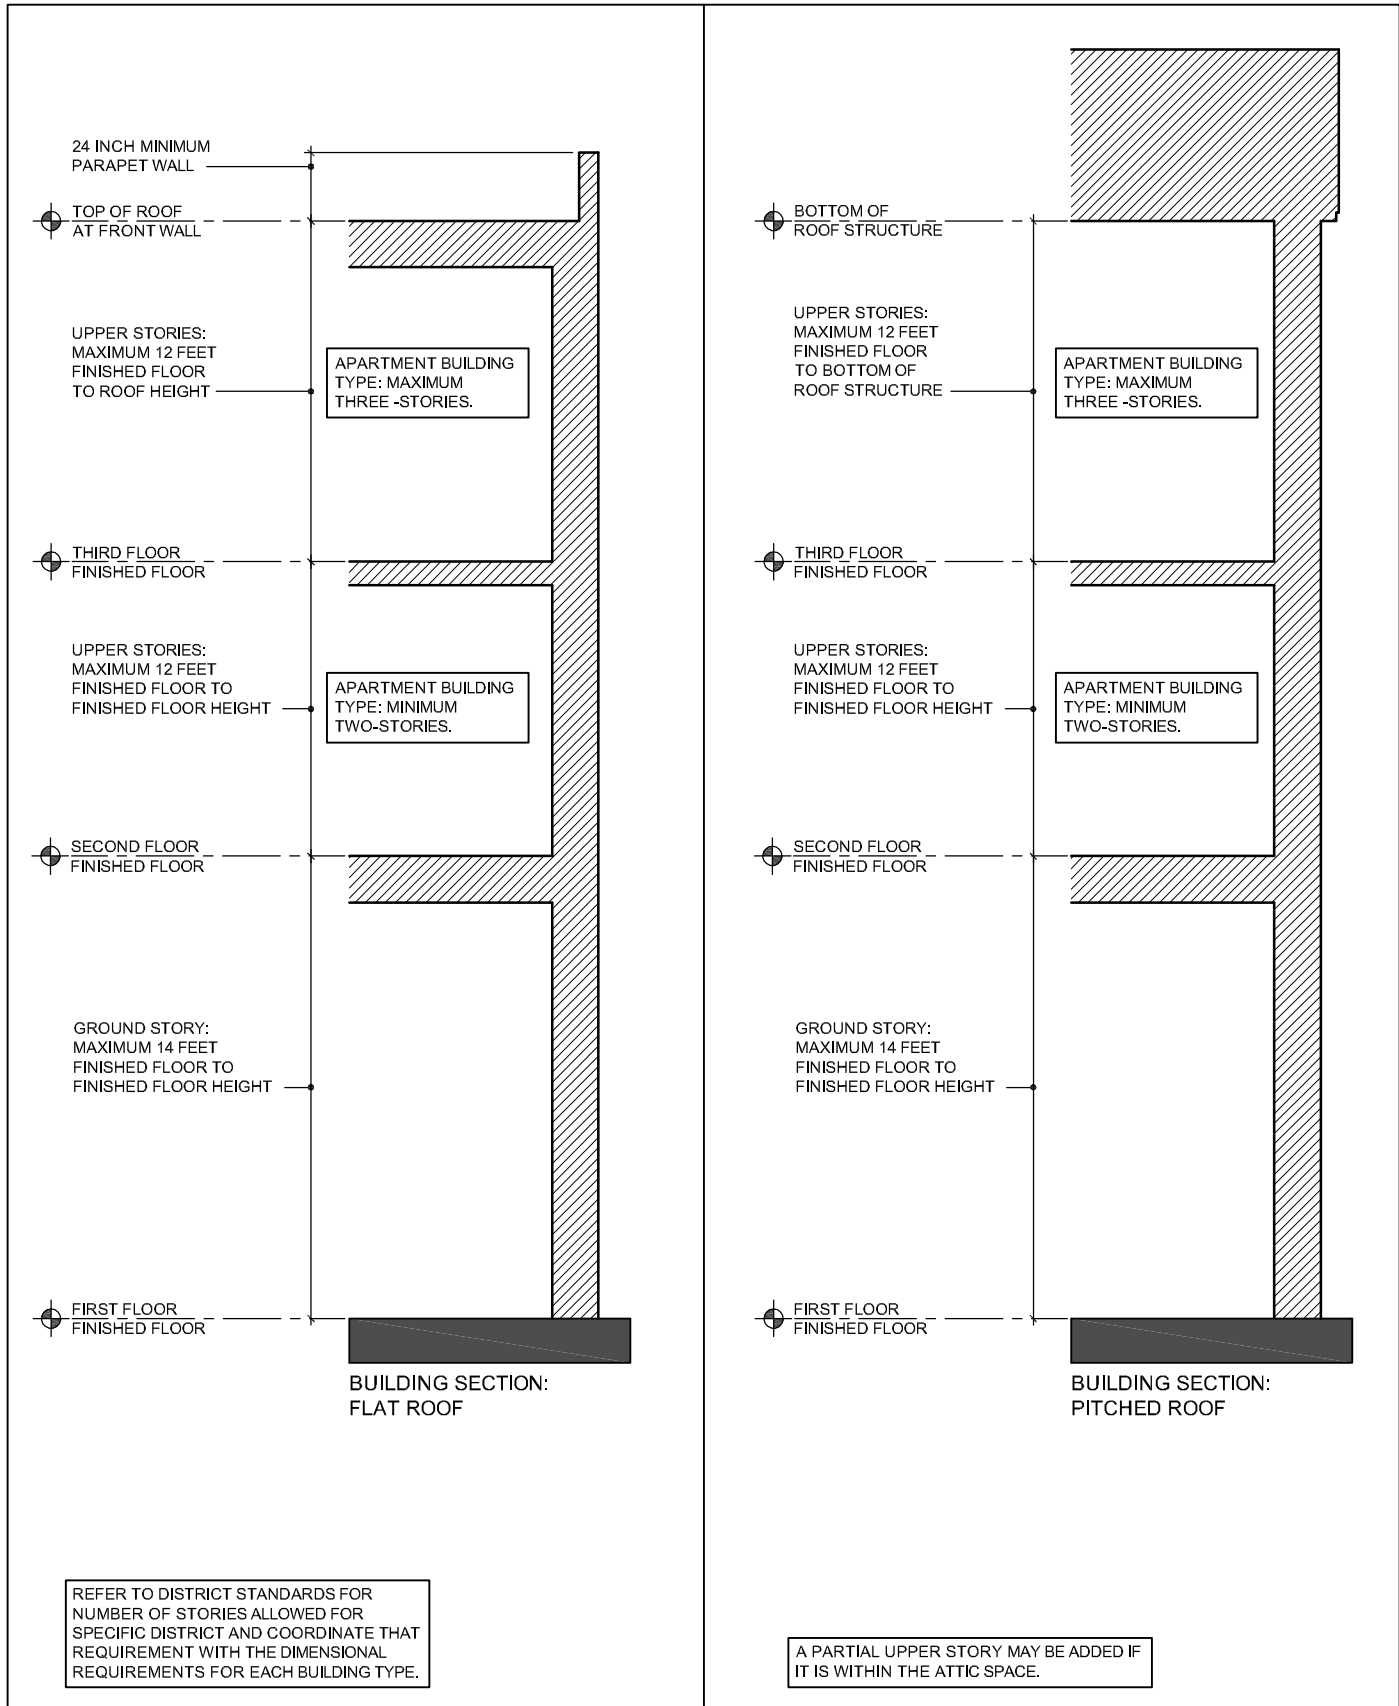 24 INCH MINIMUM
PARAPET WALL
TOP OF ROOF
AT FRONT WALL
UPPER STORIES:
MAXIMUM 12 FEET
FINISHED FLOOR
TO ROOF HEIGHT
APARTMENT BUILDING
TYPE: MAXIMUM
THREE -STORIES.
THIRD FLOOR
FINISHED FLOOR
UPPER STORIES:
MAXIMUM 12 FEET
FINISHED FLOOR TO
FINISHED FLOOR HEIGHT
APARTMENT BUILDING
TYPE: MINIMUM
TWO-STORIES.
SECOND FLOOR
FINISHED FLOOR
GROUND STORY:
MAXIMUM 14 FEET
FINISHED FLOOR TO
FINISHED FLOOR HEIGHT
FIRST FLOOR
FINISHED FLOOR
BUILDING SECTION:
FLAT ROOF
REFER TO DISTRICT STANDARDS FOR
NUMBER OF STORIES ALLOWED FOR
SPECIFIC DISTRICT AND COORDINATE THAT
REQUIREMENT WITH THE DIMENSIONAL
REQUIREMENTS FOR EACH BUILDING TYPE.
BOTTOM OF
ROOF STRUCTURE
UPPER STORIES:
MAXIMUM 12 FEET
FINISHED FLOOR
TO BOTTOM OF
ROOF STRUCTURE
APARTMENT BUILDING
TYPE: MAXIMUM
THREE -STORIES.
THIRD FLOOR
FINISHED FLOOR
UPPER STORIES:
MAXIMUM 12 FEET
FINISHED FLOOR TO
FINISHED FLOOR HEIGHT
APARTMENT BUILDING
TYPE: MINIMUM
TWO-STORIES.
SECOND FLOOR
FINISHED FLOOR
GROUND STORY:
MAXIMUM 14 FEET
FINISHED FLOOR TO
FINISHED FLOOR HEIGHT
FIRST FLOOR
FINISHED FLOOR
BUILDING SECTION:
PITCHED ROOF
A PARTIAL UPPER STORY MAY BE ADDED IF
IT IS WITHIN THE ATTIC SPACE.